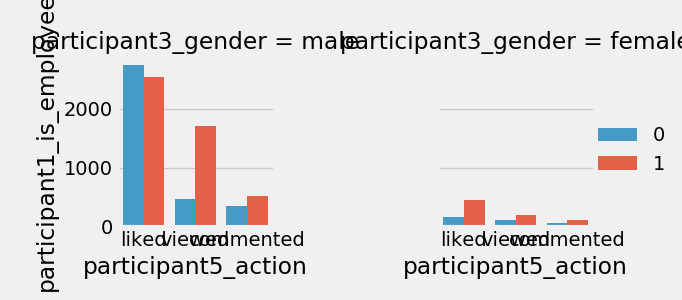 participant3_gender = male
participant3_gender = female
participant1_is_employee
2000
1000
0
0
1
liked
viewed
commented
liked
viewed
commented
participant5_action
participant5_action